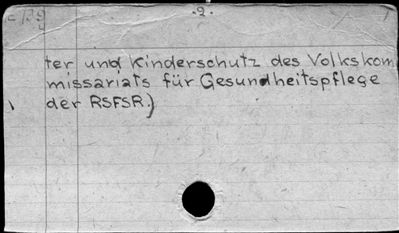 -2-
ter und Kinderschutz des Volkskom
missariats für Gesundheitspflege
der RSFSR.)